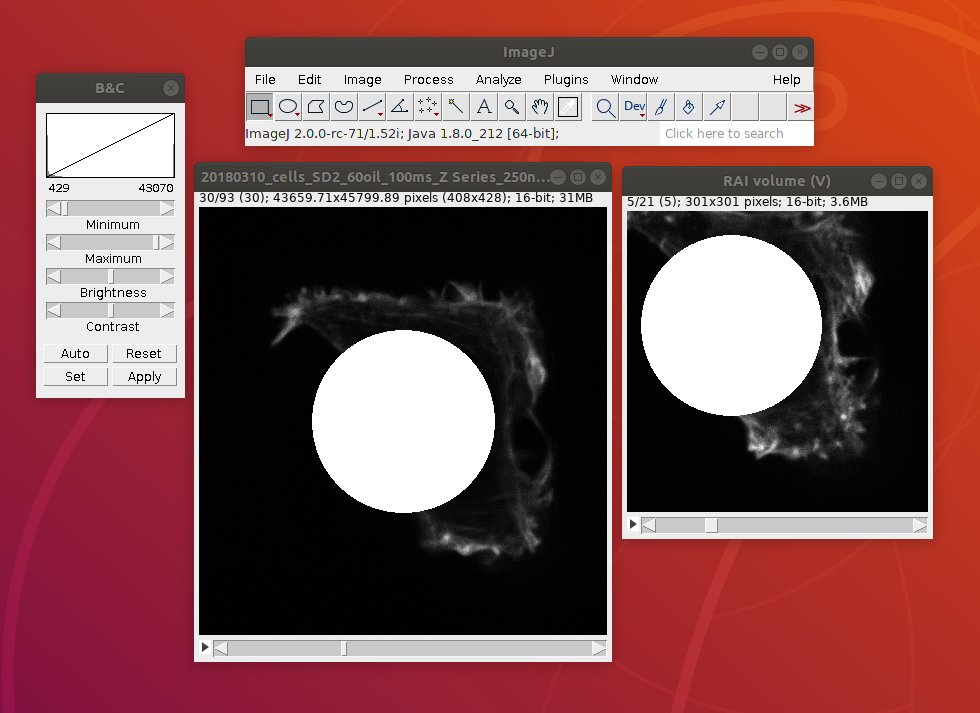 ImageJ
File Edit Image Process Analyze Plugins Window Help
Dev
ImageJ 2.0.0-rc-71/1.52i; Java 1.8.0_212 [64-bit]; Click here to search
B&C
429 43070
Minimum
Maximum
Brightness
Contrast
Auto Reset
Set Apply
20180310_cells_SD2_60oil_100ms_Z Series_250n...
30/93 (30); 43659.71x45799.89 pixels (408x428); 16-bit; 31MB
RAI volume (V)
5/21 (5); 301x301 pixels; 16-bit; 3.6MB